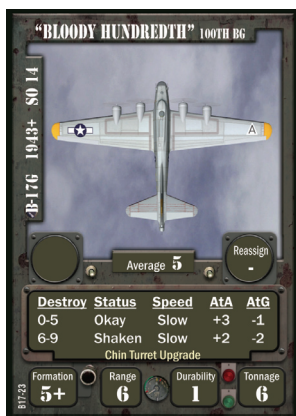 “BLOODY HUNDREDTH” 100TH BG
B-17G 1943+ SO 14
A
Average 5
Reassign
-
Destroy Status Speed AtA AtG
0-5 Okay Slow +3 -1
6-9 Shaken Slow +2 -2
Chin Turret Upgrade
Formation Range Durability Tonnage
5+ 6 1 6
B17-23